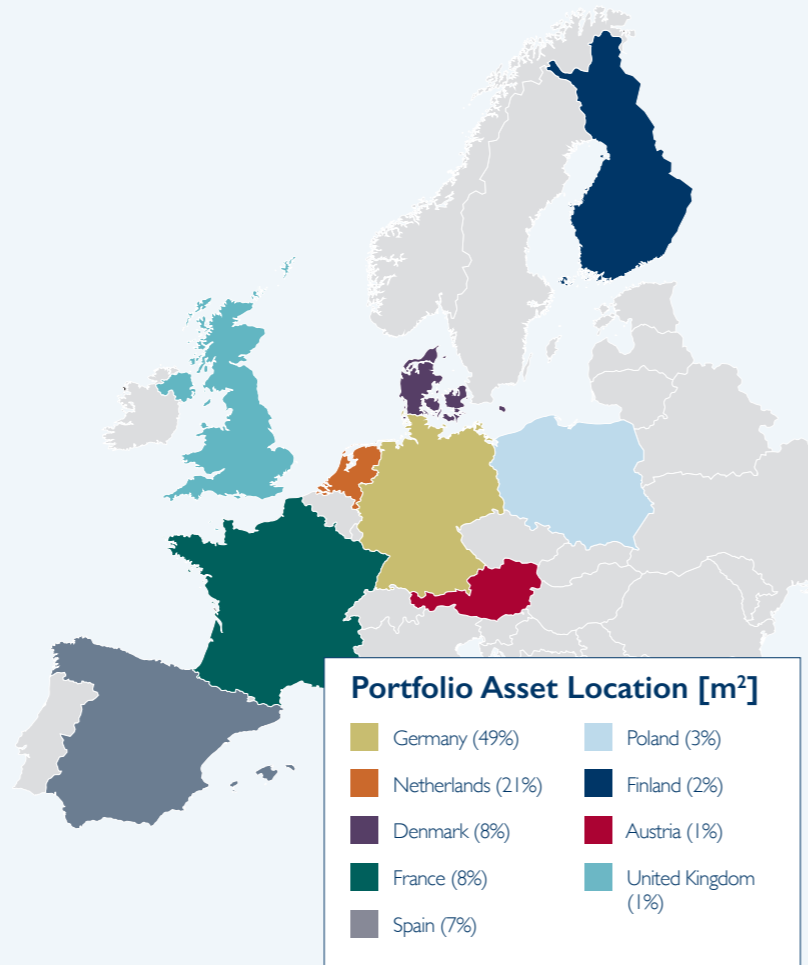 Portfolio Asset Location [m²]
Germany (49%)
Netherlands (21%)
Denmark (8%)
France (8%)
Spain (7%)
Poland (3%)
Finland (2%)
Austria (1%)
United Kingdom
(1%)